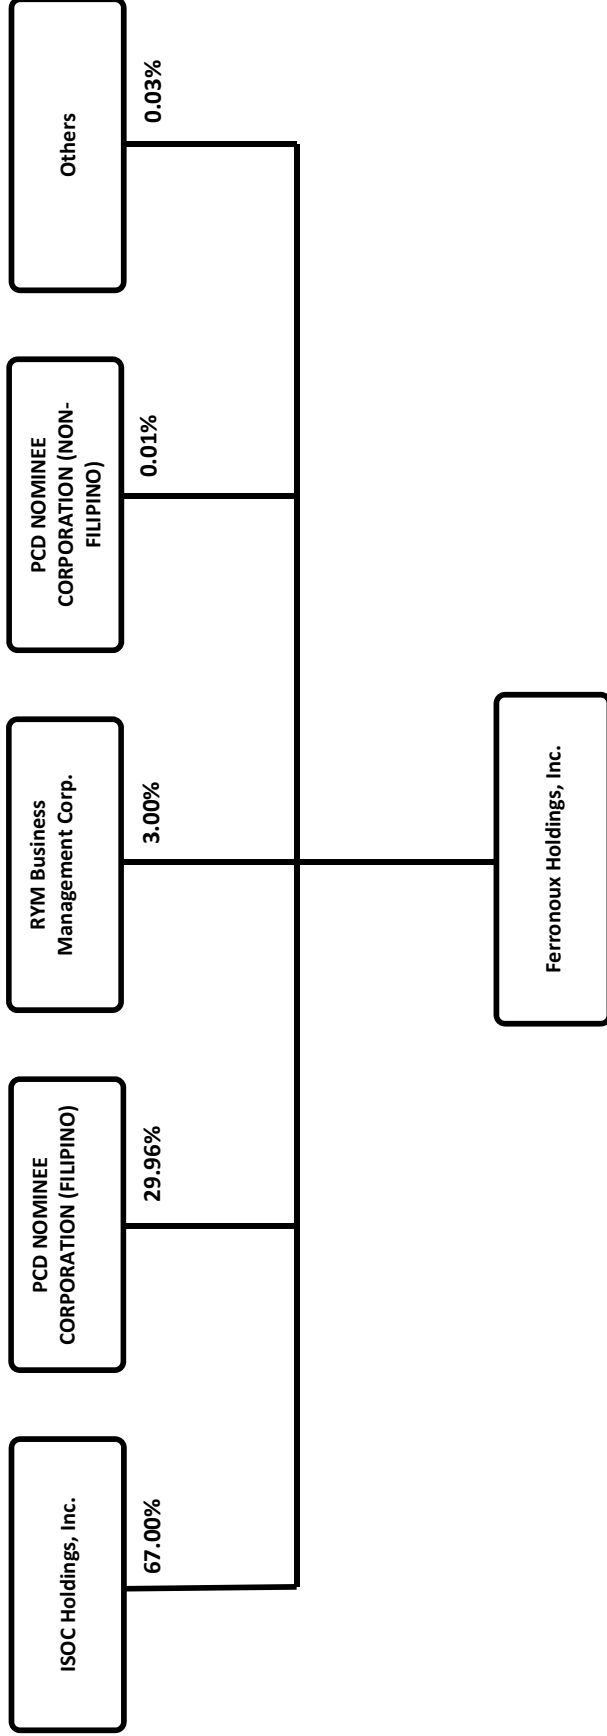 ISOC Holdings, Inc.
67.00%
PCD NOMINEE
CORPORATION (FILIPINO)
29.96%
RYM Business
Management Corp.
3.00%
PCD NOMINEE
CORPORATION (NON-
FILIPINO)
0.01%
Others
0.03%
Ferronoux Holdings, Inc.